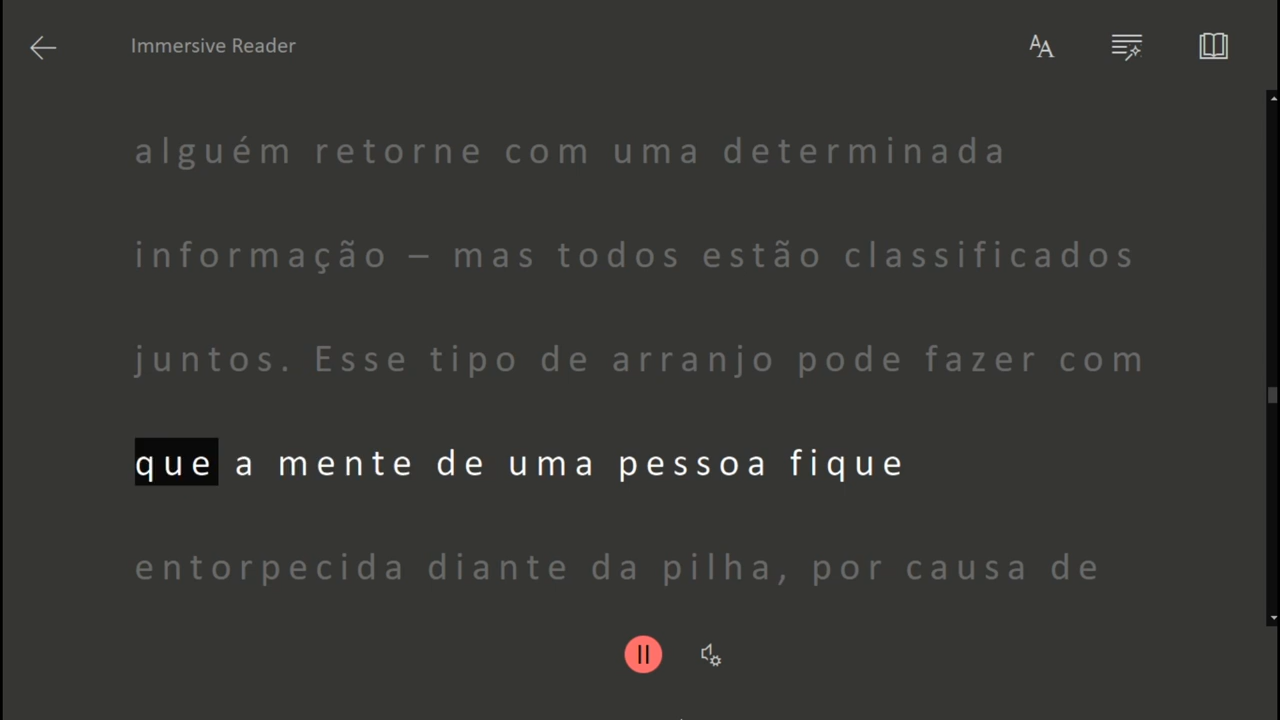 Immersive Reader
alguém retorne com uma determinada
informação – mas todos estão classificados
juntos. Esse tipo de arranjo pode fazer com
que a mente de uma pessoa fique
entorpecida diante da pilha, por causa de